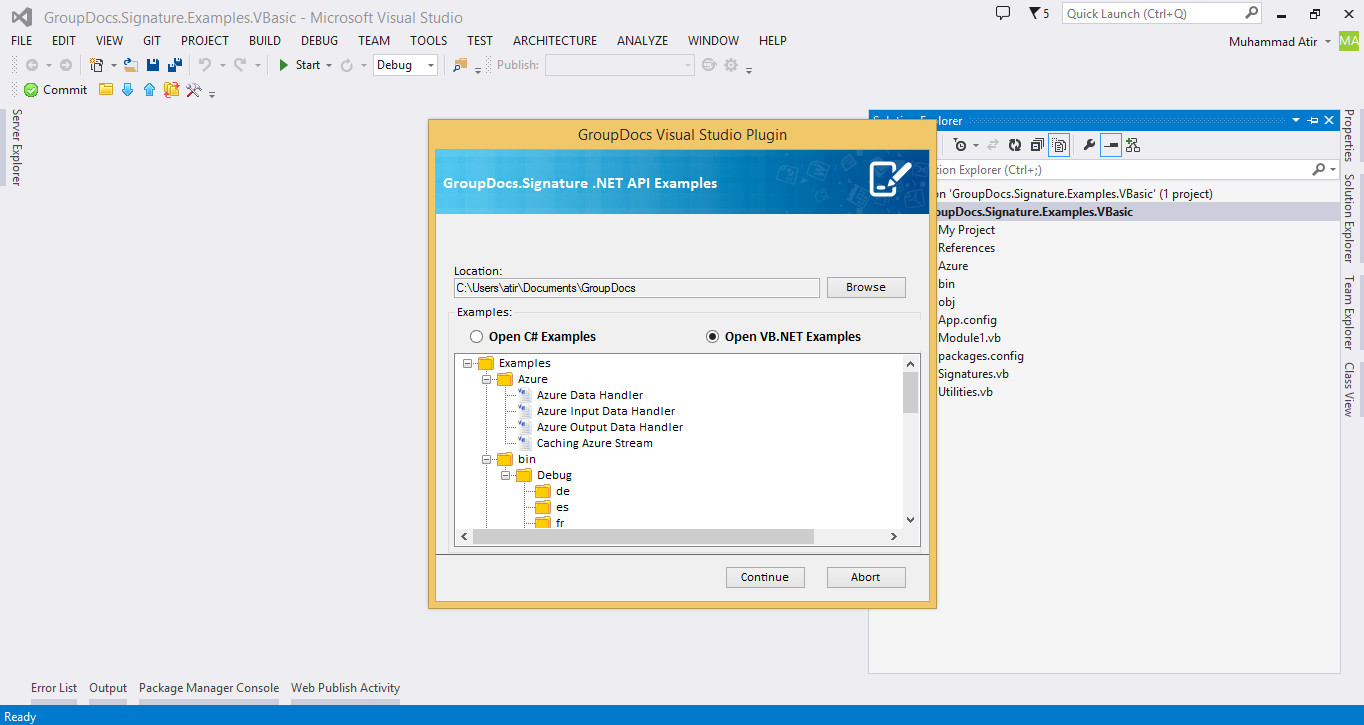 GroupDocs.Signature.Examples.VBasic - Microsoft Visual Studio
5
Quick Launch (Ctrl+Q)
FILE EDIT VIEW GIT PROJECT BUILD DEBUG TEAM TOOLS TEST ARCHITECTURE ANALYZE WINDOW HELP
Muhammad Atir
MA
Start
Debug
Publish:
Commit
Server Explorer
GroupDocs Visual Studio Plugin
GroupDocs.Signature .NET API Examples
Location:
C:\Users\atir\Documents\GroupDocs
Browse
Examples:
Open C# Examples
Open VB.NET Examples
Examples
Azure
Azure Data Handler
Azure Input Data Handler
Azure Output Data Handler
Caching Azure Stream
bin
Debug
de
es
fr
Continue
Abort
Solution Explorer
tion Explorer (Ctrl+;)
on 'GroupDocs.Signature.Examples.VBasic' (1 project)
oupDocs.Signature.Examples.VBasic
My Project
References
Azure
bin
obj
App.config
Module1.vb
packages.config
Signatures.vb
Utilities.vb
Properties
Solution Explorer
Team Explorer
Class View
Error List Output Package Manager Console Web Publish Activity
Ready